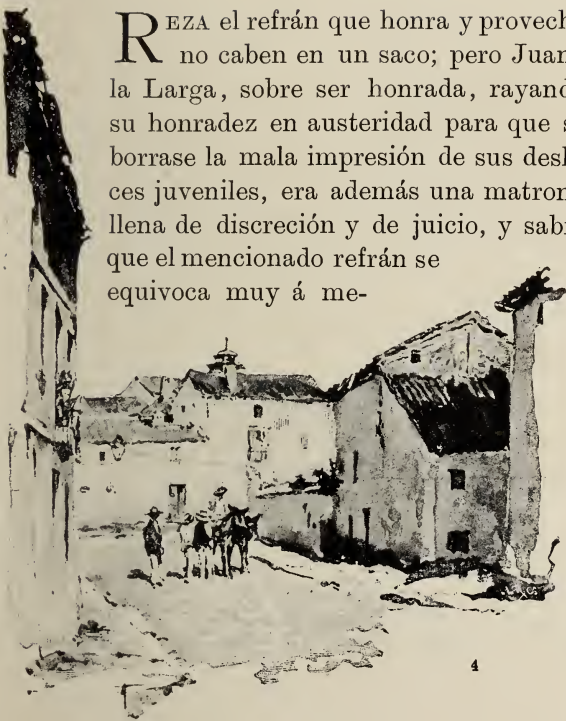 REZA el refrán que honra y provech
no caben en un saco; pero Juan
la Larga, sobre ser honrada, rayand
su honradez en austeridad para que s
borrase la mala impresión de sus desl
ces juveniles, era además una matron
llena de discreción y de juicio, y sabí
que el mencionado refrán se
equivoca muy á me-
4